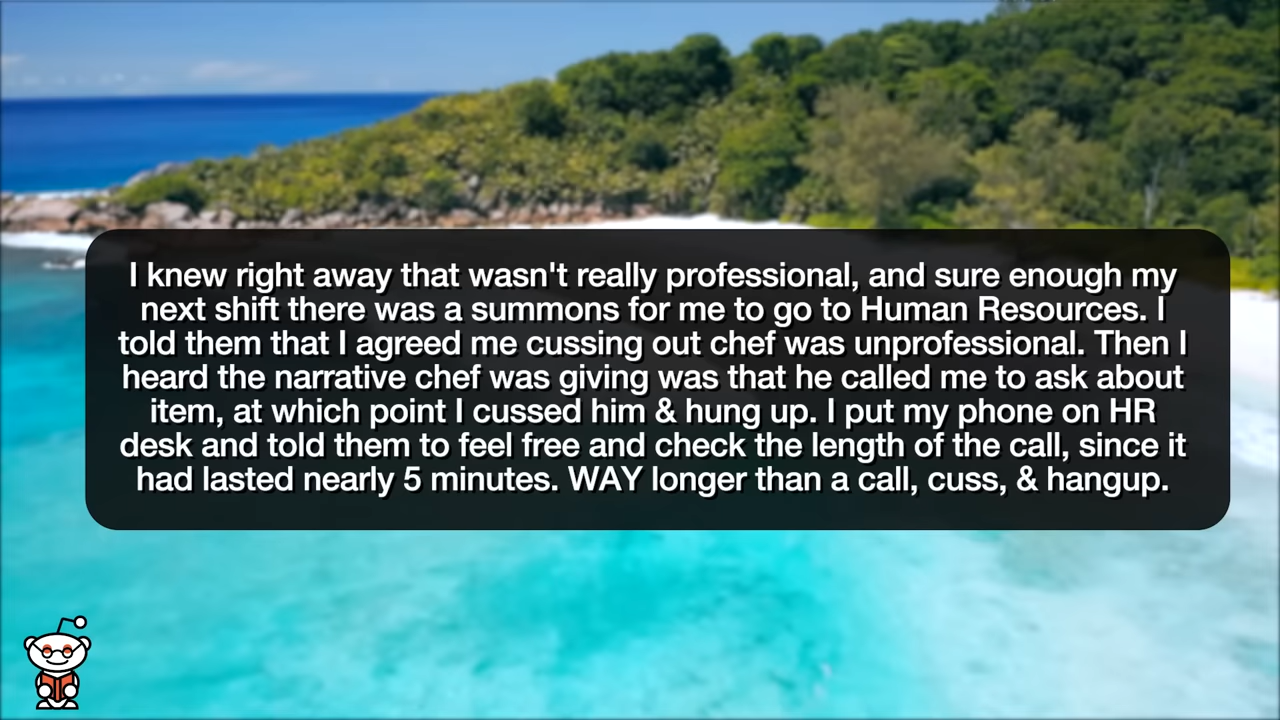 I knew right away that wasn't really professional, and sure enough my
next shift there was a summons for me to go to Human Resources. I
told them that I agreed me cussing out chef was unprofessional. Then I
heard the narrative chef was giving was that he called me to ask about
item, at which point I cussed him & hung up. I put my phone on HR
desk and told them to feel free and check the length of the call, since it
had lasted nearly 5 minutes. WAY longer than a call, cuss, & hangup.